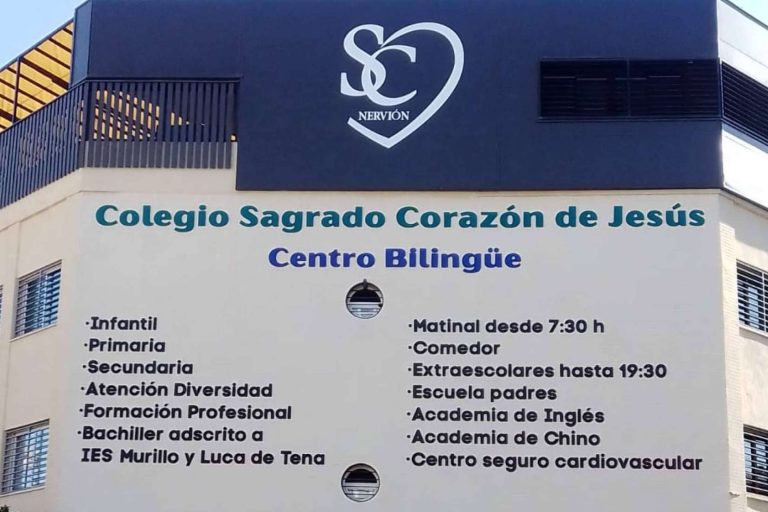 SC
NERVIÓN
Colegio Sagrado Corazón de Jesús
Centro Bilingüe
·Infantil
·Primaria
·Secundaria
·Atención Diversidad
·Formación Profesional
·Bachiller adscrito a
IES Murillo y Luca de Tena
·Matinal desde 7:30 h
·Comedor
·Extraescolares hasta 19:30
·Escuela padres
·Academia de Inglés
·Academia de Chino
·Centro seguro cardiovascular